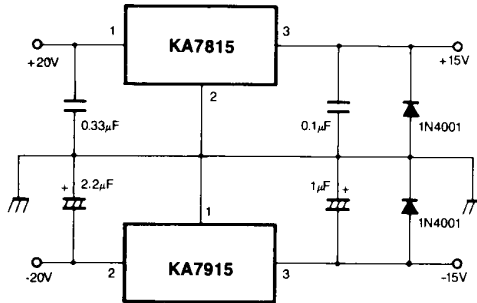 1
KA7815
3
+20V
+15V
2
0.33μF
0.1μF
1N4001
+
2.2μF
1μF
+
1
1N4001
-20V
2
KA7915
3
-15V